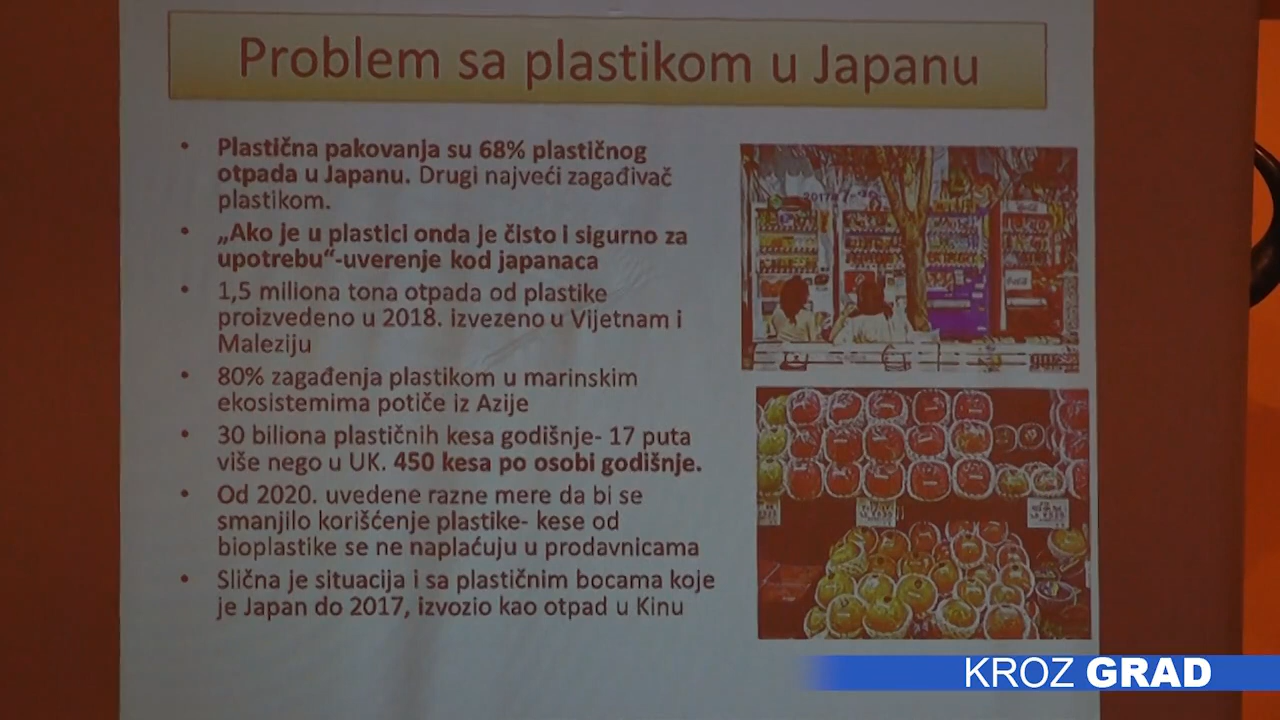 Problem sa plastikom u Japanu
• Plastična pakovanja su 68% plastičnog
otpada u Japanu. Drugi najveći zagađivač
plastikom.
• „Ako je u plastici onda je čisto i sigurno za
upotrebu“-uverenje kod japanaca
• 1,5 miliona tona otpada od plastike
proizvedeno u 2018. izvezeno u Vijetnam i
Maleziju
• 80% zagađenja plastikom u marinskim
ekosistemima potiče iz Azije
• 30 biliona plastičnih kesa godišnje- 17 puta
više nego u UK. 450 kesa po osobi godišnje.
• Od 2020. uvedene razne mere da bi se
smanjilo korišćenje plastike- kese od
bioplastike se ne naplaćuju u prodavnicama
• Slična je situacija i sa plastičnim bocama koje
je Japan do 2017, izvozio kao otpad u Kinu
KROZ GRAD